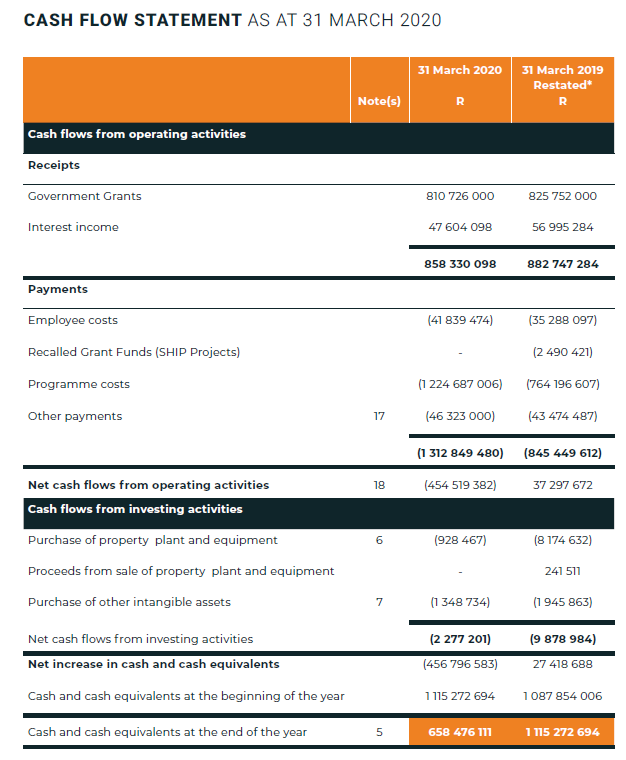 CASH FLOW STATEMENT AS AT 31 MARCH 2020
31 March 2020 31 March 2019
Restated*
Note(s) R R
Cash flows from operating activities
Receipts
Government Grants 810 726 000 825 752 000
Interest income 47 604 098 56 995 284
858 330 098 882 747 284
Payments
Employee costs (41 839 474) (35 288 097)
Recalled Grant Funds (SHIP Projects) - (2 490 421)
Programme costs (1 224 687 006) (764 196 607)
Other payments 17 (46 323 000) (43 474 487)
(1 312 849 480) (845 449 612)
Net cash flows from operating activities 18 (454 519 382) 37 297 672
Cash flows from investing activities
Purchase of property plant and equipment 6 (928 467) (8 174 632)
Proceeds from sale of property plant and equipment - 241 511
Purchase of other intangible assets 7 (1 348 734) (1 945 863)
Net cash flows from investing activities (2 277 201) (9 878 984)
Net increase in cash and cash equivalents (456 796 583) 27 418 688
Cash and cash equivalents at the beginning of the year 1 115 272 694 1 087 854 006
Cash and cash equivalents at the end of the year 5 658 476 111 1 115 272 694